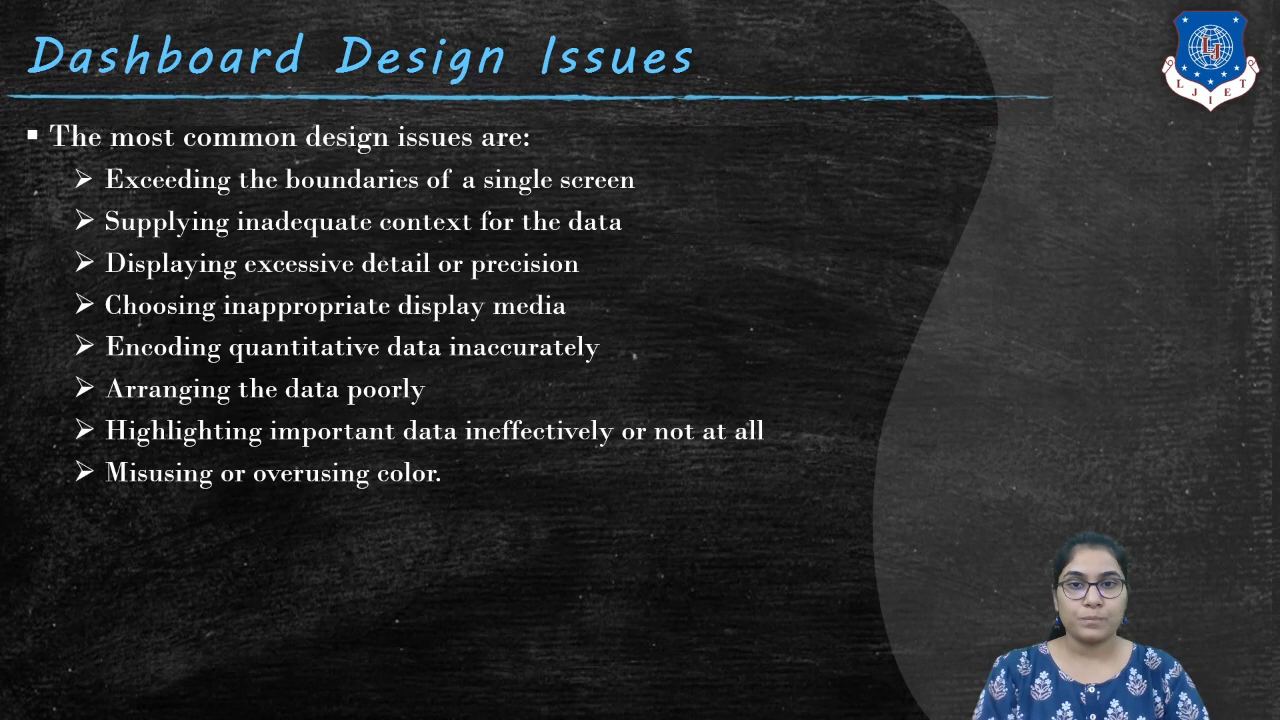 Dashboard Design Issues
LJ
LJIET
▪ The most common design issues are:
➢ Exceeding the boundaries of a single screen
➢ Supplying inadequate context for the data
➢ Displaying excessive detail or precision
➢ Choosing inappropriate display media
➢ Encoding quantitative data inaccurately
➢ Arranging the data poorly
➢ Highlighting important data ineffectively or not at all
➢ Misusing or overusing color.